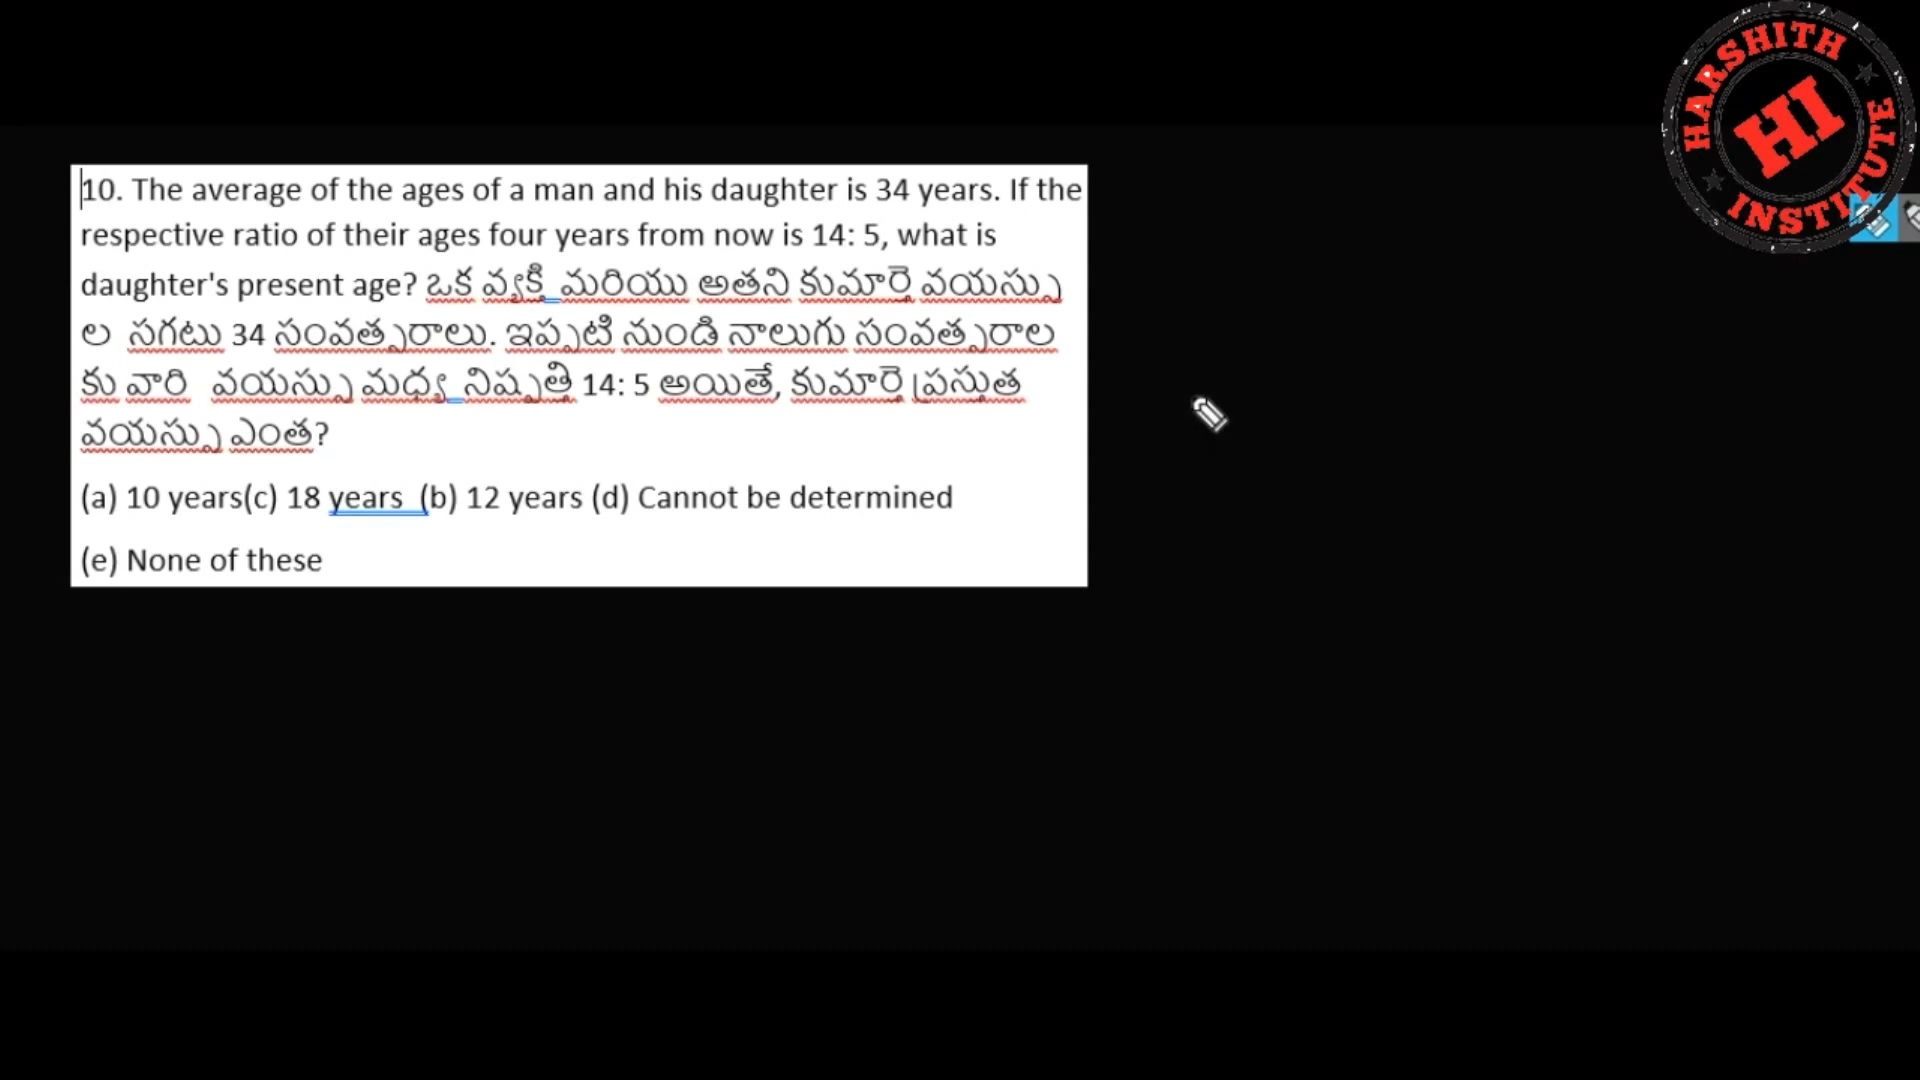 10. The average of the ages of a man and his daughter is 34 years. If the
respective ratio of their ages four years from now is 14: 5, what is
daughter's present age? ఒక వ్యక్తి మరియు అతని కుమార్తె వయస్సు
ల సగటు 34 సంవత్సరాలు. ఇప్పటి నుండి నాలుగు సంవత్సరాల
కు వారి వయస్సు మధ్య నిష్పత్తి 14: 5 అయితే, కుమార్తె ప్రస్తుత
వయస్సు ఎంత?
(a) 10 years(c) 18 years (b) 12 years (d) Cannot be determined
(e) None of these
HARSHITH
HI
INSTITUTE